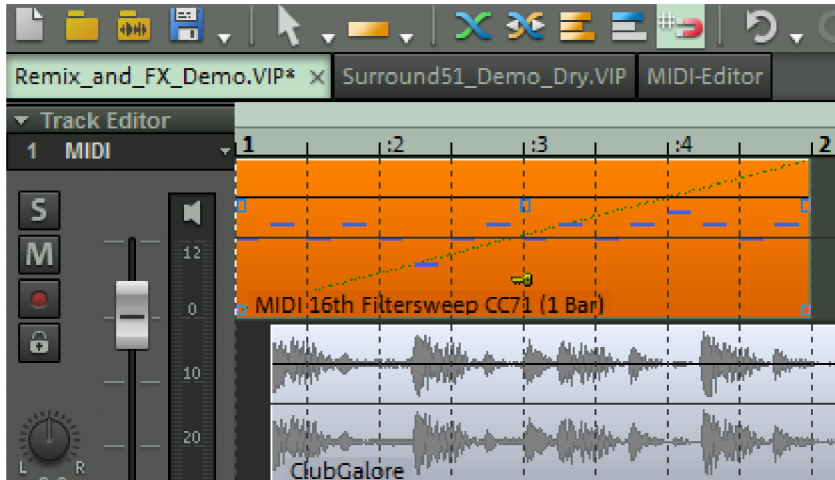 Remix_and_FX_Demo.VIP* × Surround51_Demo_Dry.VIP MIDI-Editor
Track Editor
1 MIDI
1 :2 :3 :4 2
S
M
12
0
10
20
L R
MIDI 16th Filtersweep CC71 (1 Bar)
ClubGalore